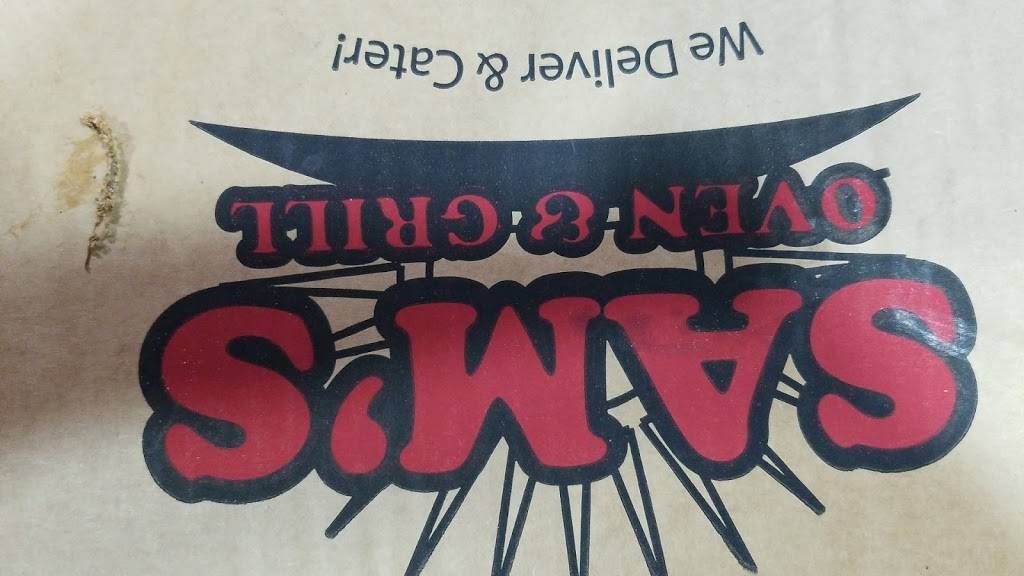 SAM'S
OVEN & GRILL
We Deliver & Cater!